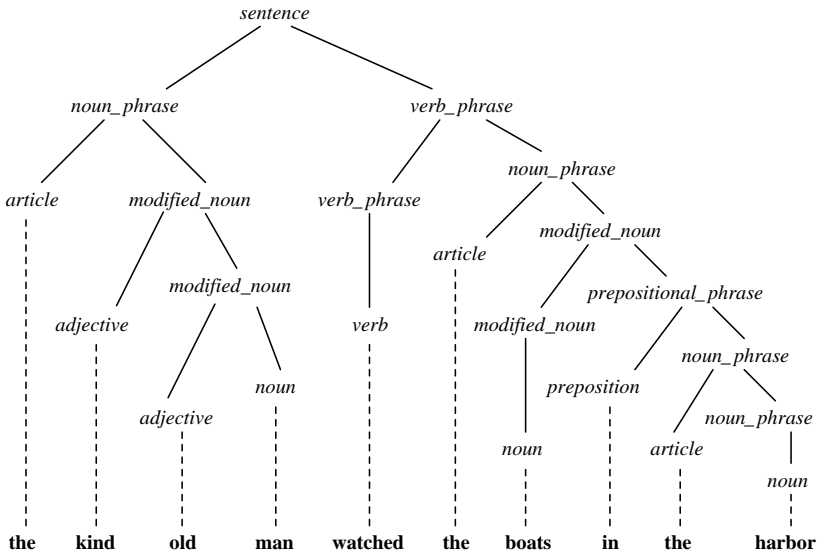 sentence
noun_phrase verb_phrase
noun_phrase
article modified_noun verb_phrase
modified_noun
article
modified_noun prepositional_phrase
adjective verb modified_noun
noun_phrase
noun preposition
adjective noun_phrase
noun article
noun
the kind old man watched the boats in the harbor